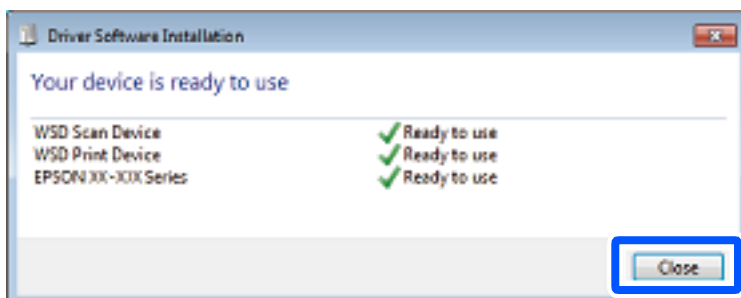 Driver Software Installation
Your device is ready to use
WSD Scan Device Ready to use
WSD Print Device Ready to use
EPSON XX-XXX Series Ready to use
Close